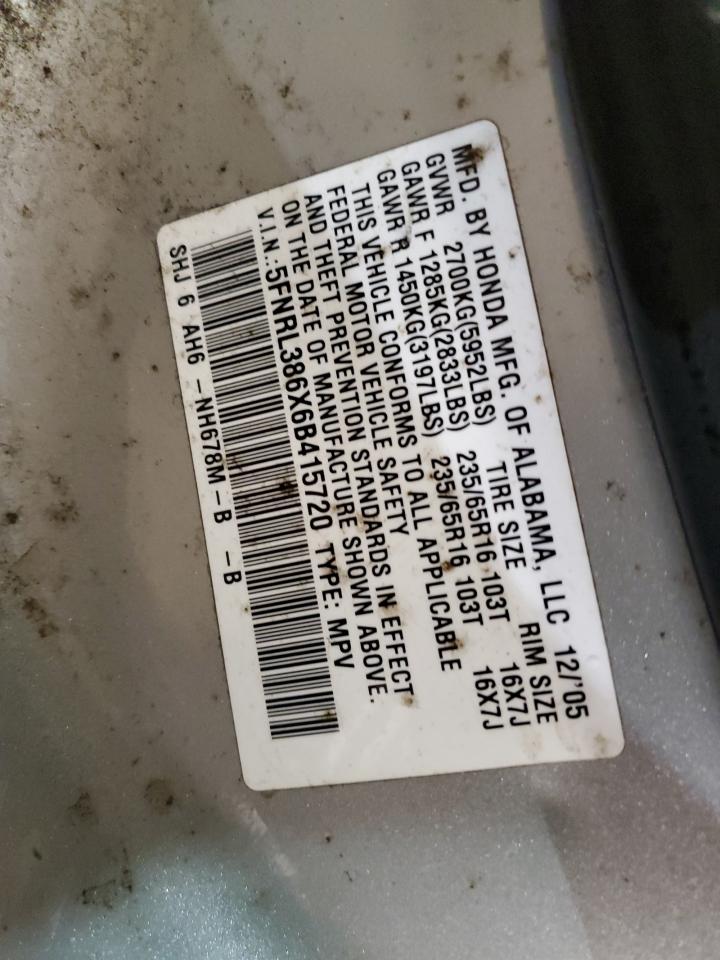 MFD. BY HONDA MFG. OF ALABAMA, LLC 12/'05
GVWR 2700KG(5952LBS) TIRE SIZE RIM SIZE
GAWR F 1285KG(2833LBS) 235/65R16 103T 16X7J
GAWR R 1450KG(3197LBS) 235/65R16 103T 16X7J
THIS VEHICLE CONFORMS TO ALL APPLICABLE
FEDERAL MOTOR VEHICLE SAFETY
AND THEFT PREVENTION STANDARDS IN EFFECT
ON THE DATE OF MANUFACTURE SHOWN ABOVE.
V.I.N.:5FNRL386X6B415720 TYPE: MPV
SHJ 6 AH6 -NH678M-B -B